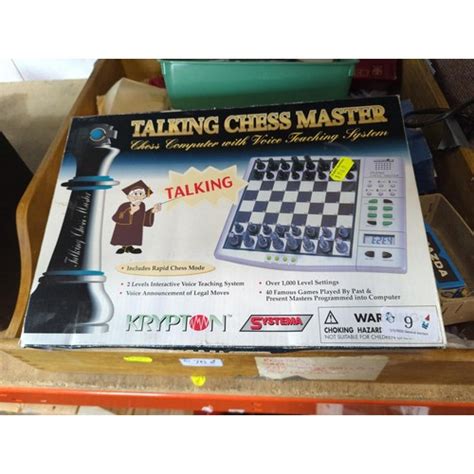 TALKING CHESS MASTER
Chess Computer with Voice Teaching System
TALKING
Talking Chess Master
• Includes Rapid Chess Mode
• 2 Levels Interactive Voice Teaching System
• Voice Announcement of Legal Moves
• Over 1,000 Level Settings
• 40 Famous Games Played By Past &
Present Masters Programmed into Computer
KRYPTON
SYSTEMA
CHOKING HAZARD
NOT SUITABLE FOR CHILDREN
9
MAZDA